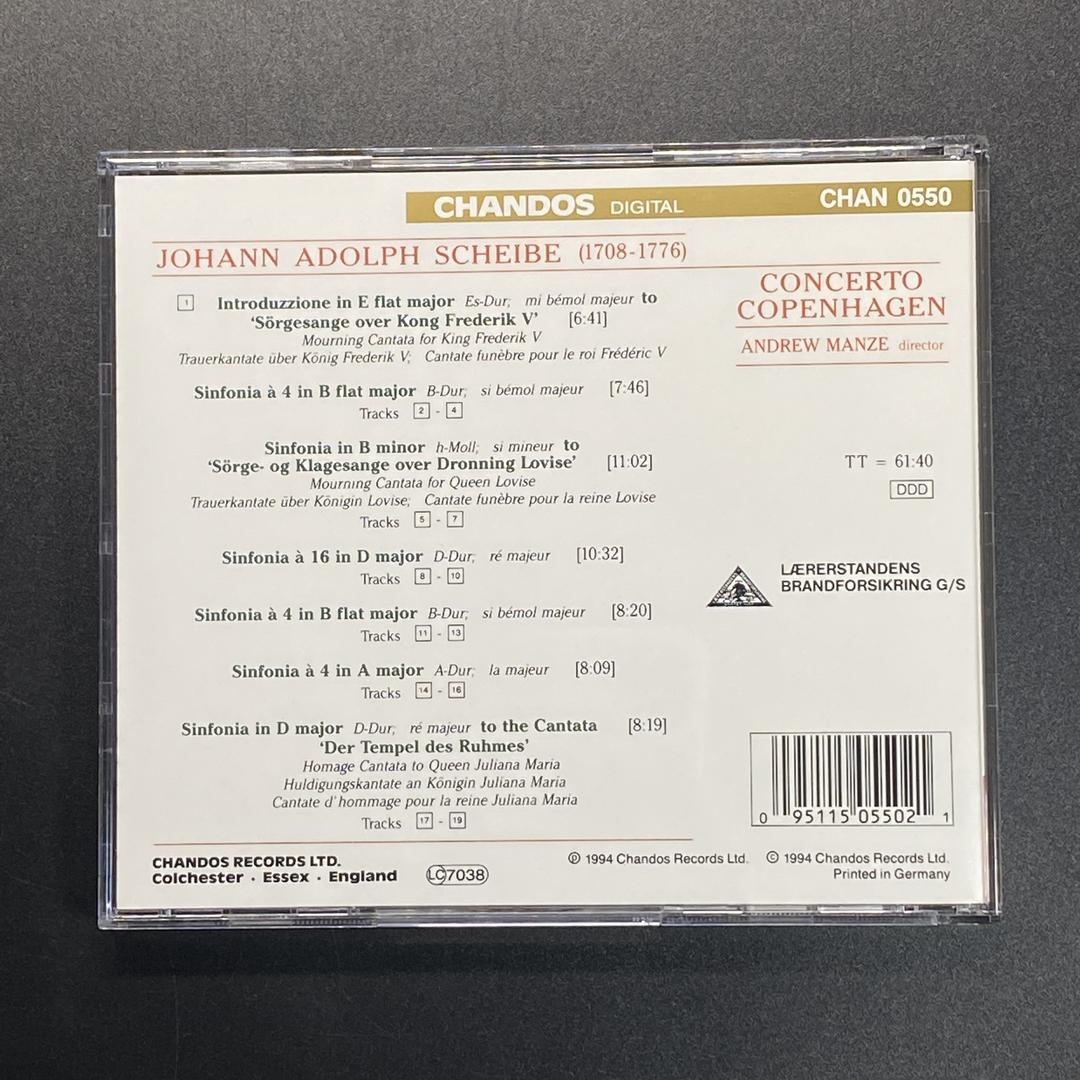 CHANDOS DIGITAL CHAN 0550
JOHANN ADOLPH SCHEIBE (1708-1776)
1 Introduzzione in E flat major Es-Dur; mi bémol majeur to
‘Sörgesange over Kong Frederik V’ [6:41]
Mourning Cantata for King Frederik V
Trauerkantate über König Frederik V; Cantate funèbre pour le roi Frédéric V
Sinfonia à 4 in B flat major B-Dur; si bémol majeur [7:46]
Tracks 2 - 4
Sinfonia in B minor h-Moll; si mineur to
‘Sörge- og Klagesange over Dronning Lovise’ [11:02]
Mourning Cantata for Queen Lovise
Trauerkantate über Königin Lovise; Cantate funèbre pour la reine Lovise
Tracks 5 - 7
Sinfonia à 16 in D major D-Dur; ré majeur [10:32]
Tracks 8 - 10
Sinfonia à 4 in B flat major B-Dur; si bémol majeur [8:20]
Tracks 11 - 13
Sinfonia à 4 in A major A-Dur; la majeur [8:09]
Tracks 14 - 16
Sinfonia in D major D-Dur; ré majeur to the Cantata [8:19]
‘Der Tempel des Ruhmes’
Homage Cantata to Queen Juliana Maria
Huldigungskantate an Königin Juliana Maria
Cantate d'hommage pour la reine Juliana Maria
Tracks 17 - 19
CONCERTO
COPENHAGEN
ANDREW MANZE director
TT = 61:40
DDD
LÆRERSTANDENS
BRANDFORSIKRING G/S
0 95115 05502 1
CHANDOS RECORDS LTD.
Colchester · Essex · England
LC 7038
℗ 1994 Chandos Records Ltd. © 1994 Chandos Records Ltd.
Printed in Germany